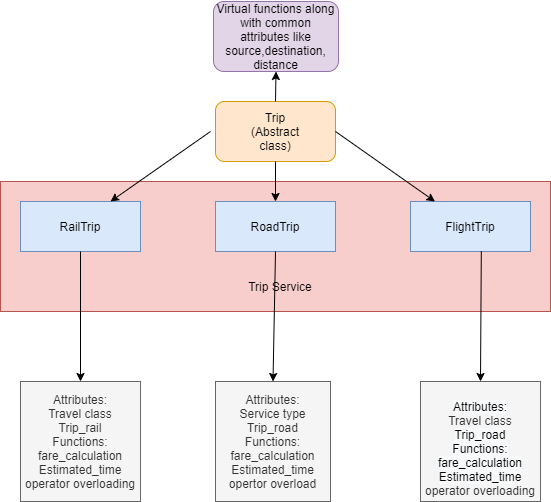 Virtual functions along
with common
attributes like
source,destination,
distance
Trip
(Abstract
class)
RailTrip
RoadTrip
FlightTrip
Trip Service
Attributes:
Travel class
Trip_rail
Functions:
fare_calculation
Estimated_time
operator overloading
Attributes:
Service type
Trip_road
Functions:
fare_calculation
Estimated_time
opertor overload
Attributes:
Travel class
Trip_road
Functions:
fare_calculation
Estimated_time
operator overloading